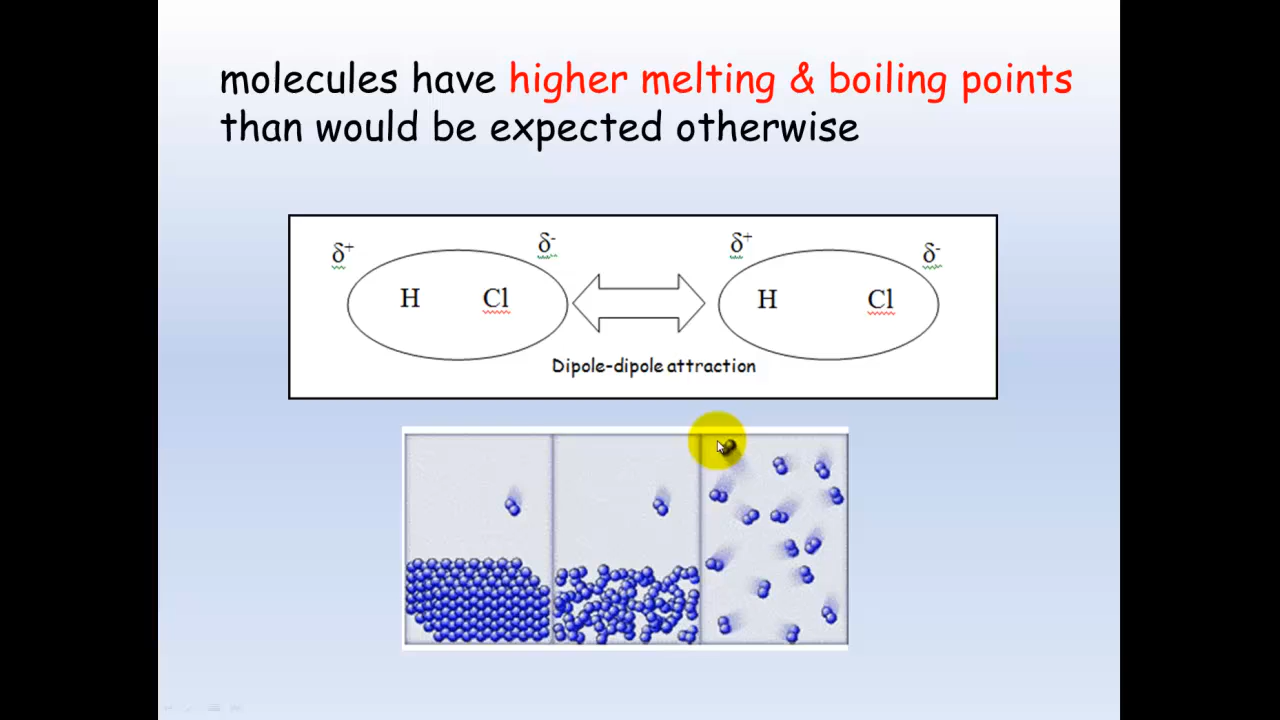 molecules have higher melting & boiling points
than would be expected otherwise
δ+ δ- δ+ δ-
H Cl H Cl
Dipole-dipole attraction